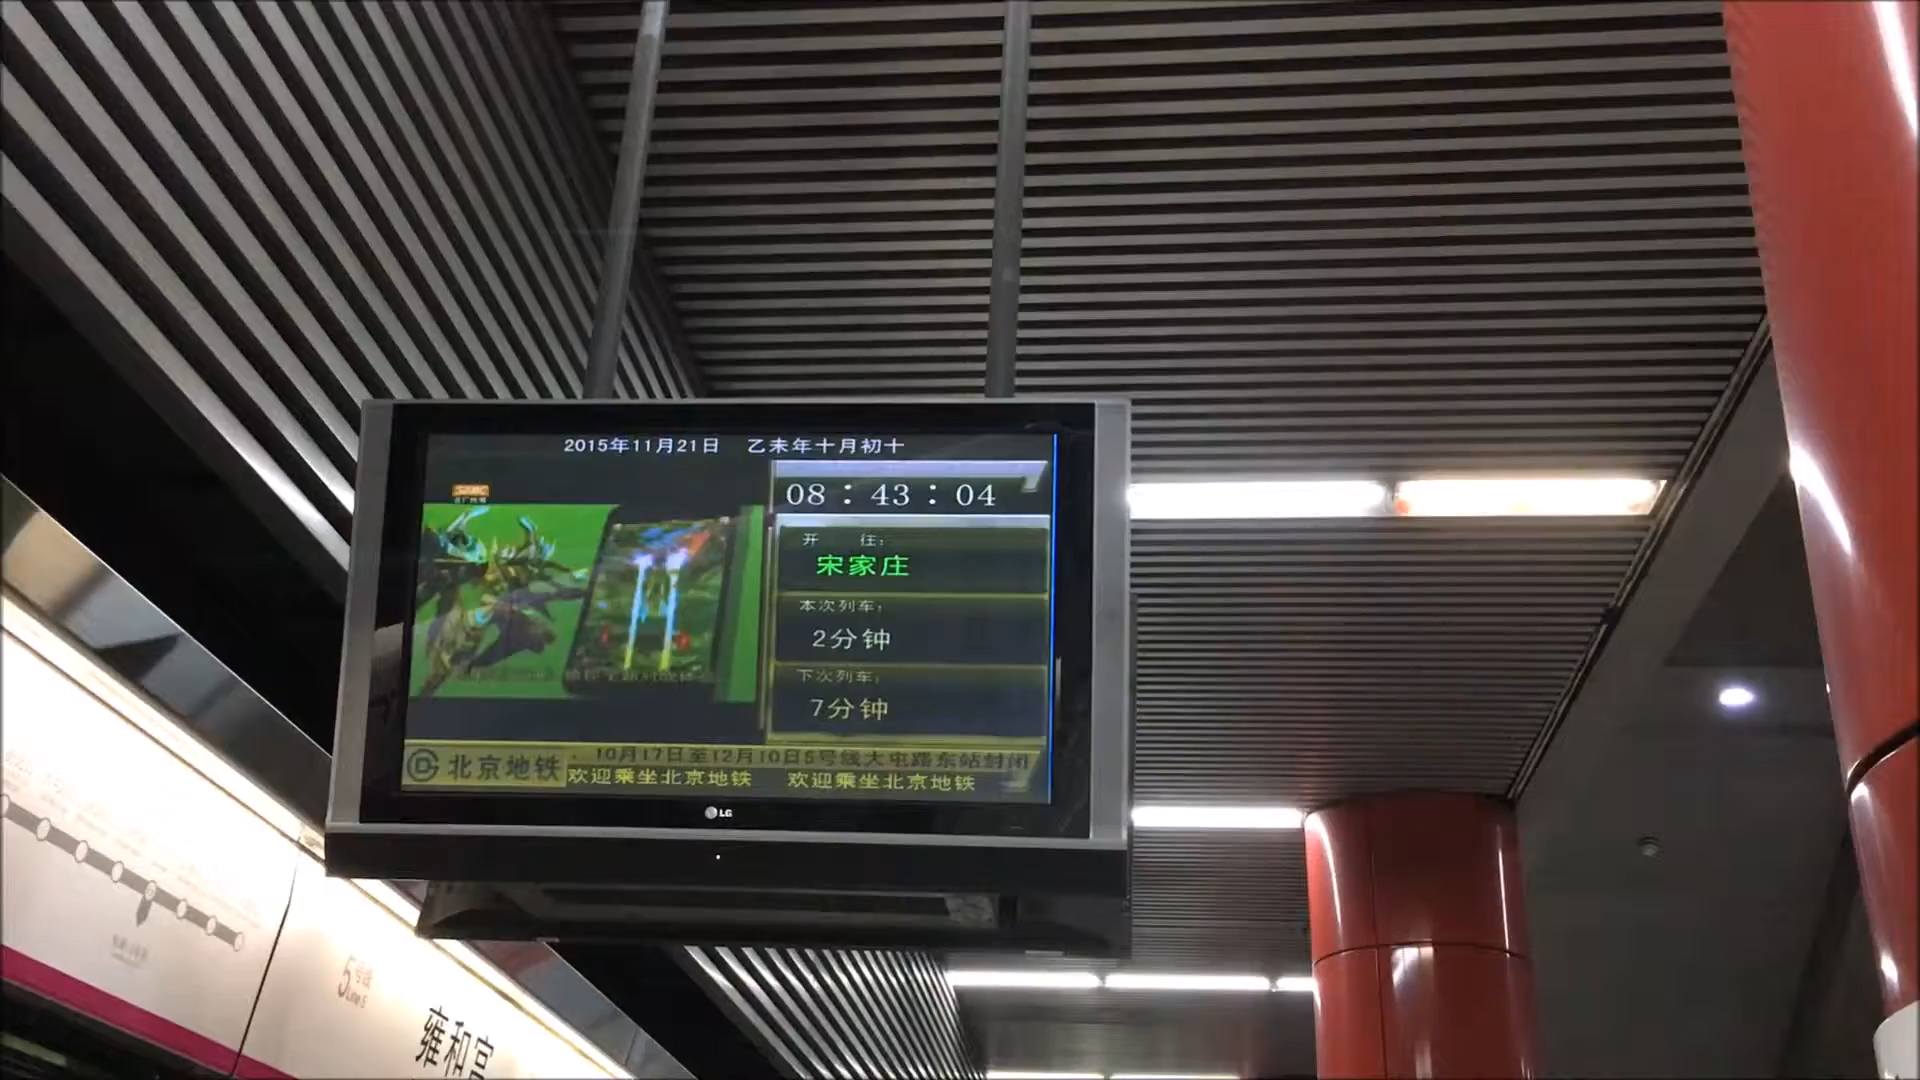 2015年11月21日 乙未年十月初十
08：43：04
开 往：
宋家庄
本次列车：
2分钟
下次列车：
7分钟
北京地铁
10月17日至12月10日5号线大屯路东站封闭
欢迎乘坐北京地铁 欢迎乘坐北京地铁
LG
5号线
Line 5
雍和宫